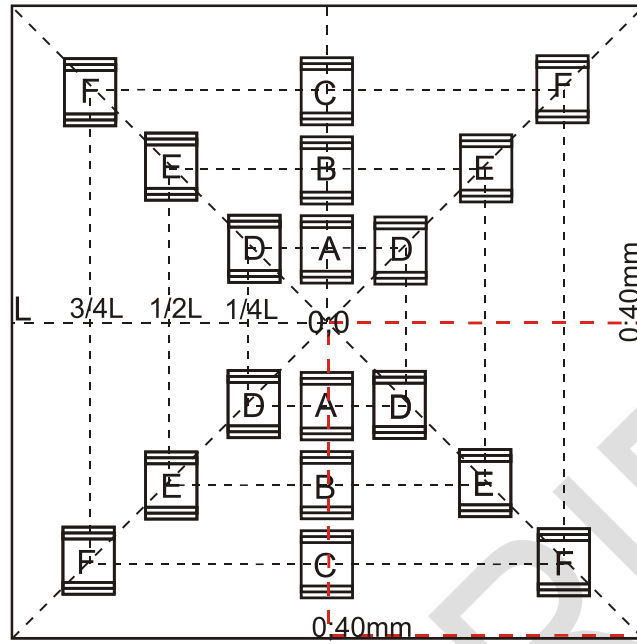 F C F
E B E
D A D
L 3/4L 1/2L 1/4L 0;0 0:40mm
D A D
E B E
F C F
0:40mm